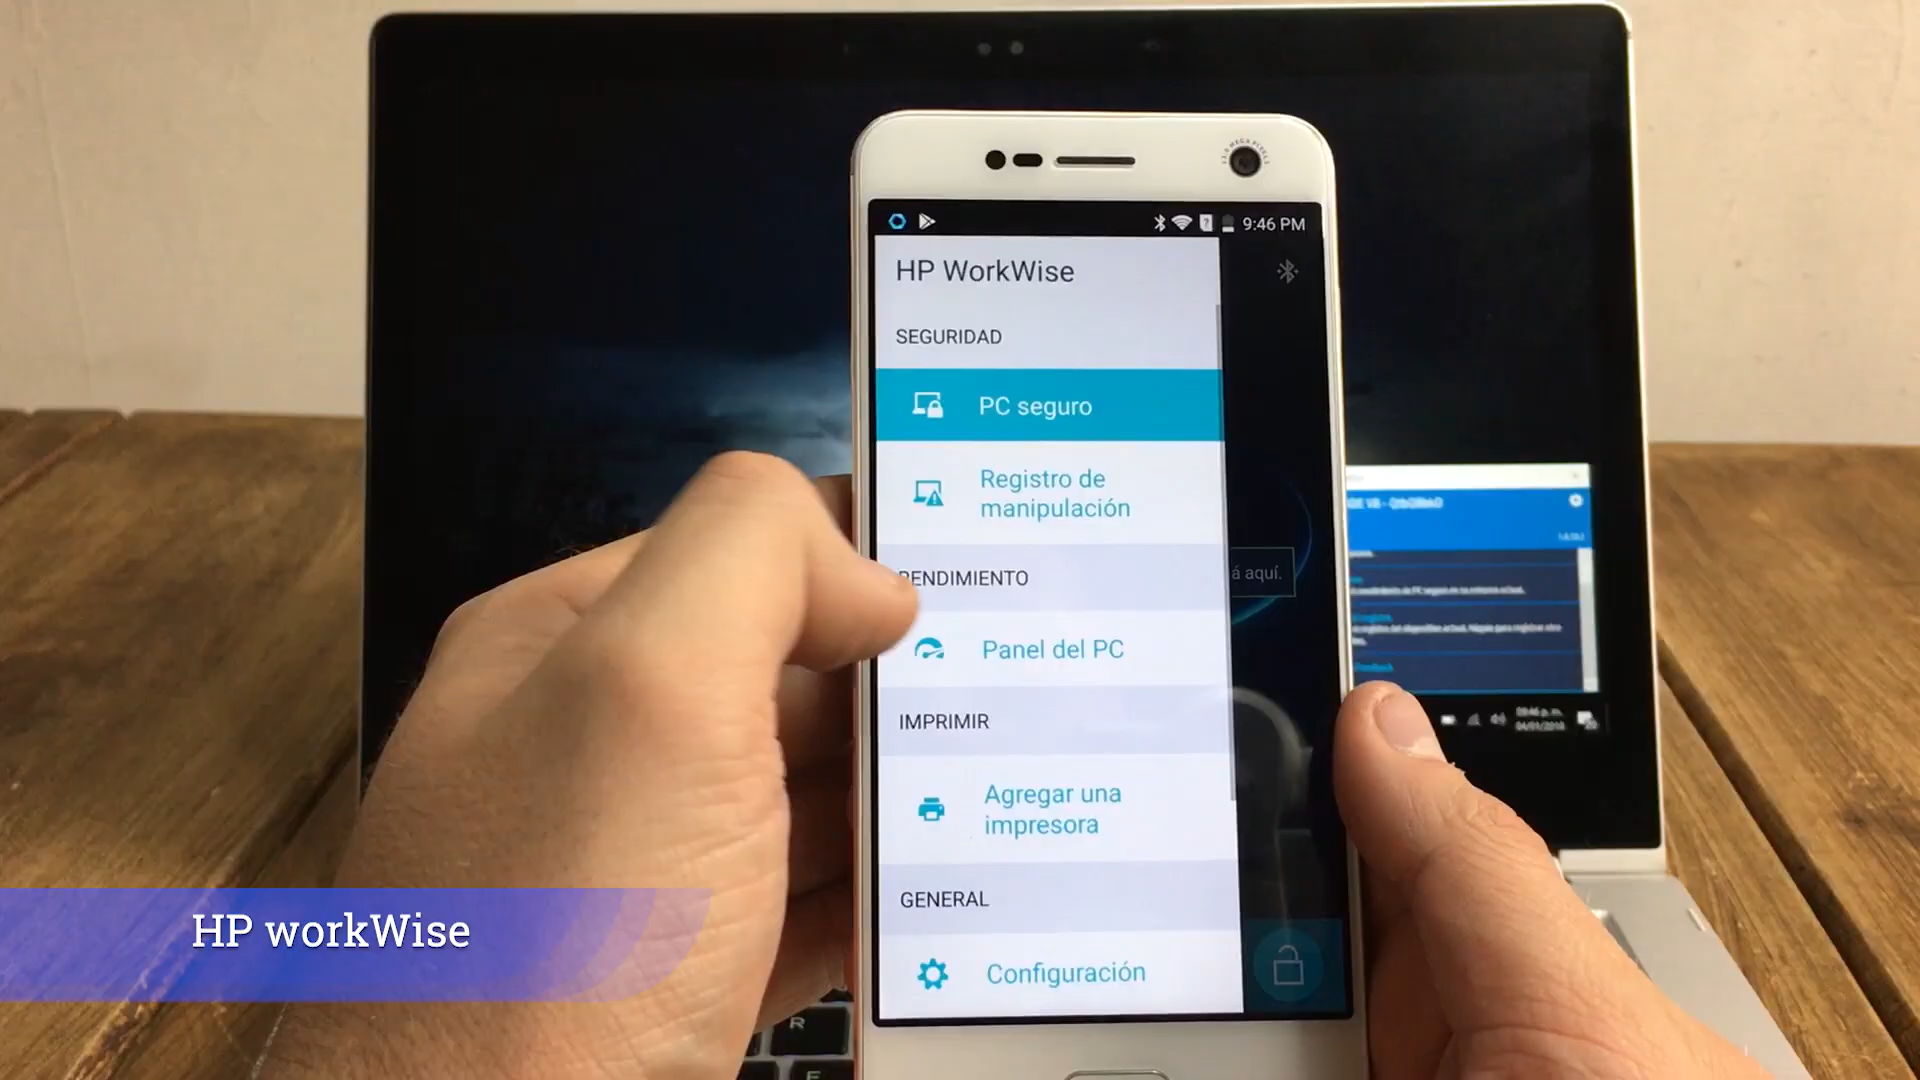 9:46 PM
HP WorkWise
SEGURIDAD
PC seguro
Registro de
manipulación
RENDIMIENTO
á aquí.
Panel del PC
IMPRIMIR
Agregar una
impresora
GENERAL
Configuración
HP workWise
R
F